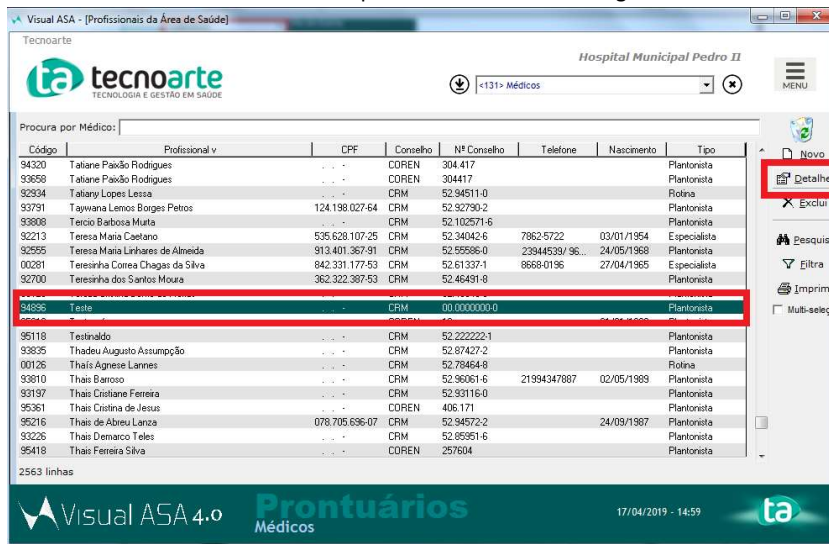 Visual ASA - [Profissionais da Área de Saúde]
Tecnoarte
ta tecnoarte
TECNOLOGIA E GESTÃO EM SAÚDE
Hospital Municipal Pedro II
<131> Médicos
MENU
Procura por Médico:
Código Profissional v CPF Conselho Nº Conselho Telefone Nascimento Tipo
94320 Tatiane Paixão Rodrigues . . - COREN 304.417 Plantonista
93658 Tatiane Paixão Rodrigues . . - COREN 304417 Plantonista
92934 Tatiany Lopes Lessa . . - CRM 52.94511-0 Rotina
93791 Taywana Lemos Borges Petros 124.198.027-64 CRM 52.92790-2 Plantonista
93808 Tercio Barbosa Murta . . - CRM 52.102571-6 Plantonista
92213 Teresa Maria Caetano 535.628.107-25 CRM 52.34042-6 7862-5722 03/01/1954 Especialista
92555 Teresa Maria Linhares de Almeida 913.401.367-91 CRM 52.55586-0 23944539/ 96... 24/05/1968 Plantonista
00281 Teresinha Correa Chagas da Silva 842.331.177-53 CRM 52.61337-1 8668-0196 27/04/1965 Especialista
92700 Teresinha dos Santos Moura 362.322.387-53 CRM 52.46491-8 Plantonista
94896 Teste . . - CRM 00.0000000-0 Plantonista
95118 Testinaldo . . - CRM 52.222222-1 Plantonista
93835 Thadeu Augusto Assumpção . . - CRM 52.87427-2 Plantonista
00126 Thaís Agnese Lannes . . - CRM 52.78464-8 Rotina
93810 Thais Barroso . . - CRM 52.96061-6 21994347887 02/05/1989 Plantonista
93197 Thais Cristiane Ferreira . . - CRM 52.93116-0 Plantonista
95361 Thais Cristina de Jesus . . - COREN 406.171 Plantonista
95216 Thais de Abreu Lanza 078.705.696-07 CRM 52.94572-2 24/09/1987 Plantonista
93226 Thais Demarco Teles . . - CRM 52.85951-6 Plantonista
95418 Thais Ferreira Silva . . - COREN 257604 Plantonista
Novo
Detalhe
Exclui
Pesquis
Filtra
Imprim
Multi-seleç
2563 linhas
Visual ASA 4.0
Prontuários
Médicos
17/04/2019 - 14:59
ta